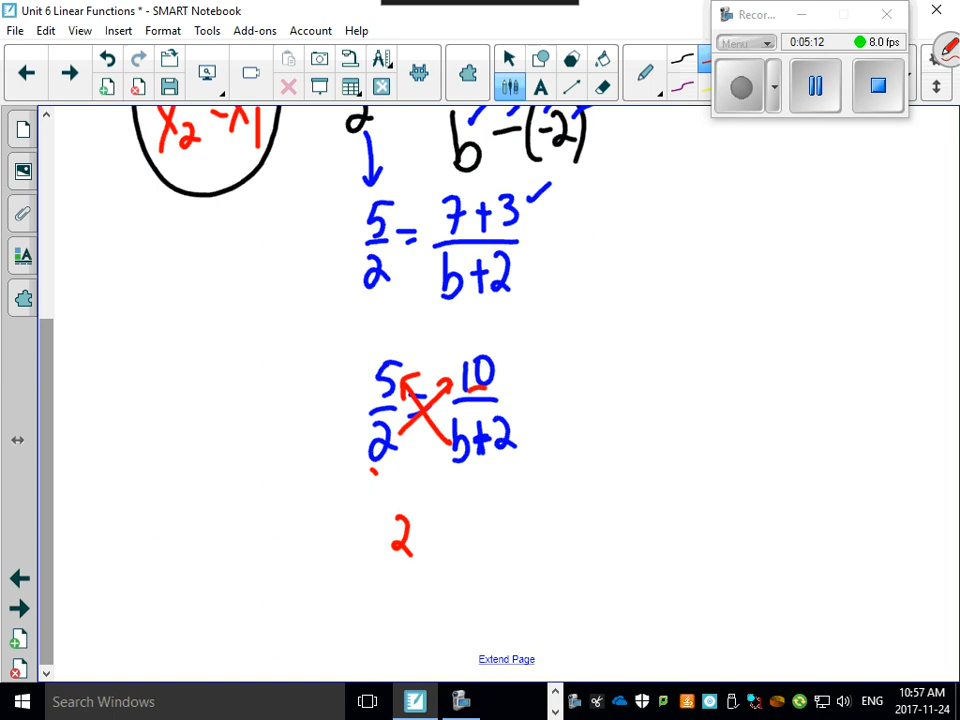 Unit 6 Linear Functions * - SMART Notebook
Recor...
File Edit View Insert Format Tools Add-ons Account Help
Menu 0:05:12 8.0 fps
x2 - x1 2 b - (-2)
5/2 = (7+3)/(b+2) ✓
5/2 = 10/(b+2)
2
Extend Page
Search Windows
ENG 10:57 AM
2017-11-24